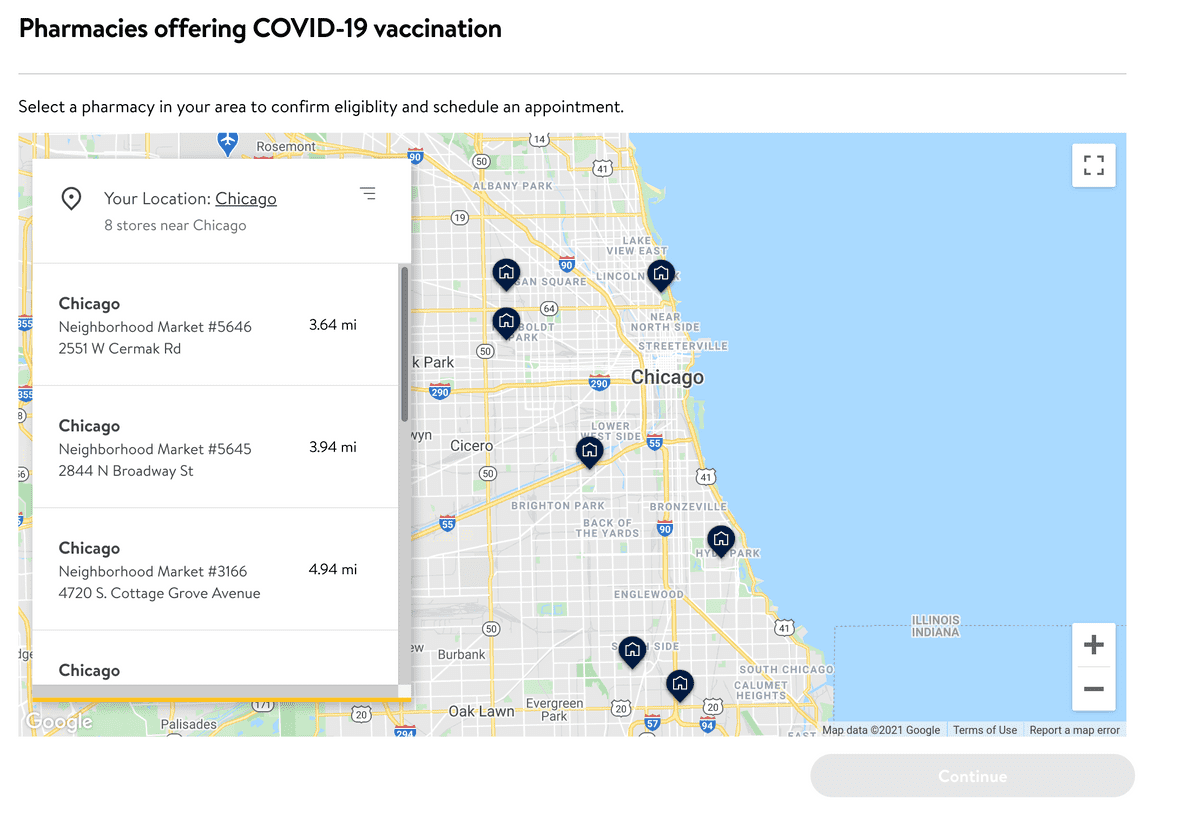 Pharmacies offering COVID-19 vaccination
Select a pharmacy in your area to confirm eligiblity and schedule an appointment.
Your Location: Chicago
8 stores near Chicago
Chicago
Neighborhood Market #5646
2551 W Cermak Rd
3.64 mi
Chicago
Neighborhood Market #5645
2844 N Broadway St
3.94 mi
Chicago
Neighborhood Market #3166
4720 S. Cottage Grove Avenue
4.94 mi
Chicago
Rosemont
14
90
50
41
ALBANY PARK
19
LAKE
VIEW EAST
90
LINCOLN
SQUARE
64
NEAR
NORTH SIDE
PARK
STREETERVILLE
50
Park
355
290
290
Chicago
355
LOWER
WEST SIDE
55
Cicero
50
41
BRIGHTON PARK
BRONZEVILLE
BACK OF
THE YARDS
90
55
HYDE PARK
ENGLEWOOD
50
41
ILLINOIS
INDIANA
SIDE
Burbank
SOUTH CHICAGO
CALUMET
HEIGHTS
171
20
Oak Lawn
Evergreen
Park
20
20
57
94
294
Google
Palisades
EAST
Map data ©2021 Google
Terms of Use
Report a map error
Continue